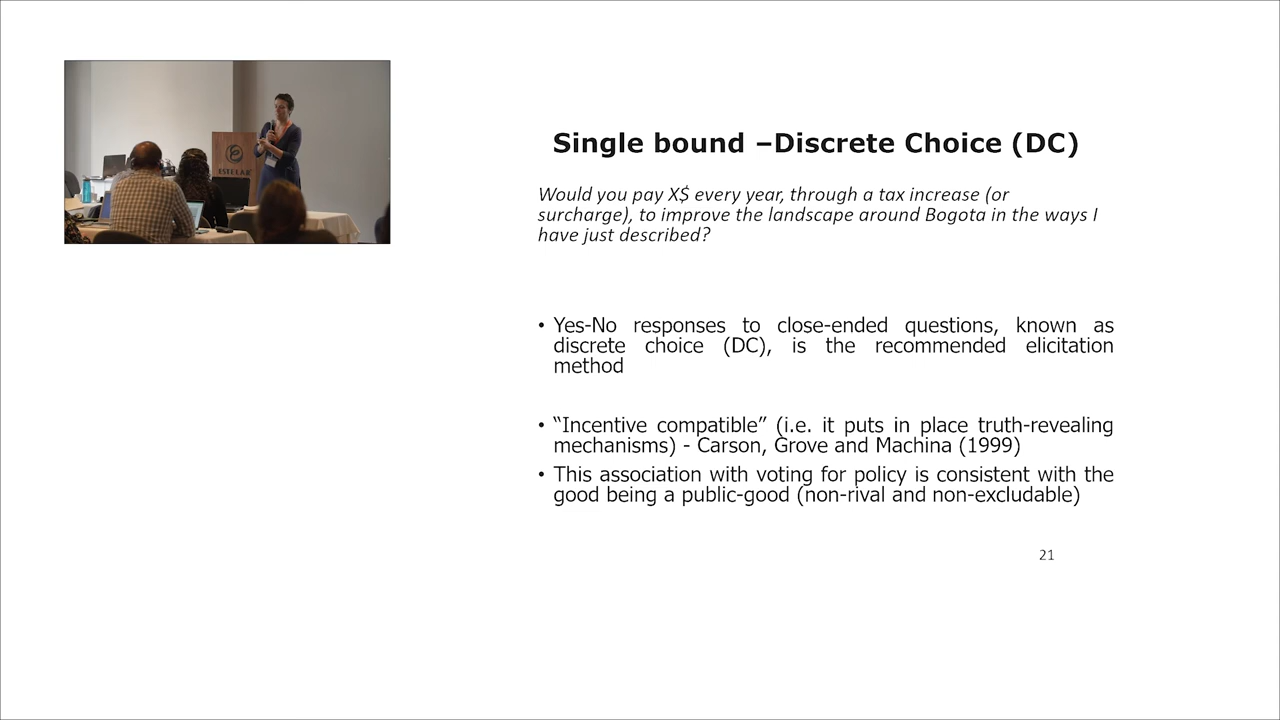 ESTELAR
Single bound –Discrete Choice (DC)
Would you pay X$ every year, through a tax increase (or
surcharge), to improve the landscape around Bogota in the ways I
have just described?
• Yes-No responses to close-ended questions, known as
discrete choice (DC), is the recommended elicitation
method
• “Incentive compatible” (i.e. it puts in place truth-revealing
mechanisms) - Carson, Grove and Machina (1999)
• This association with voting for policy is consistent with the
good being a public-good (non-rival and non-excludable)
21